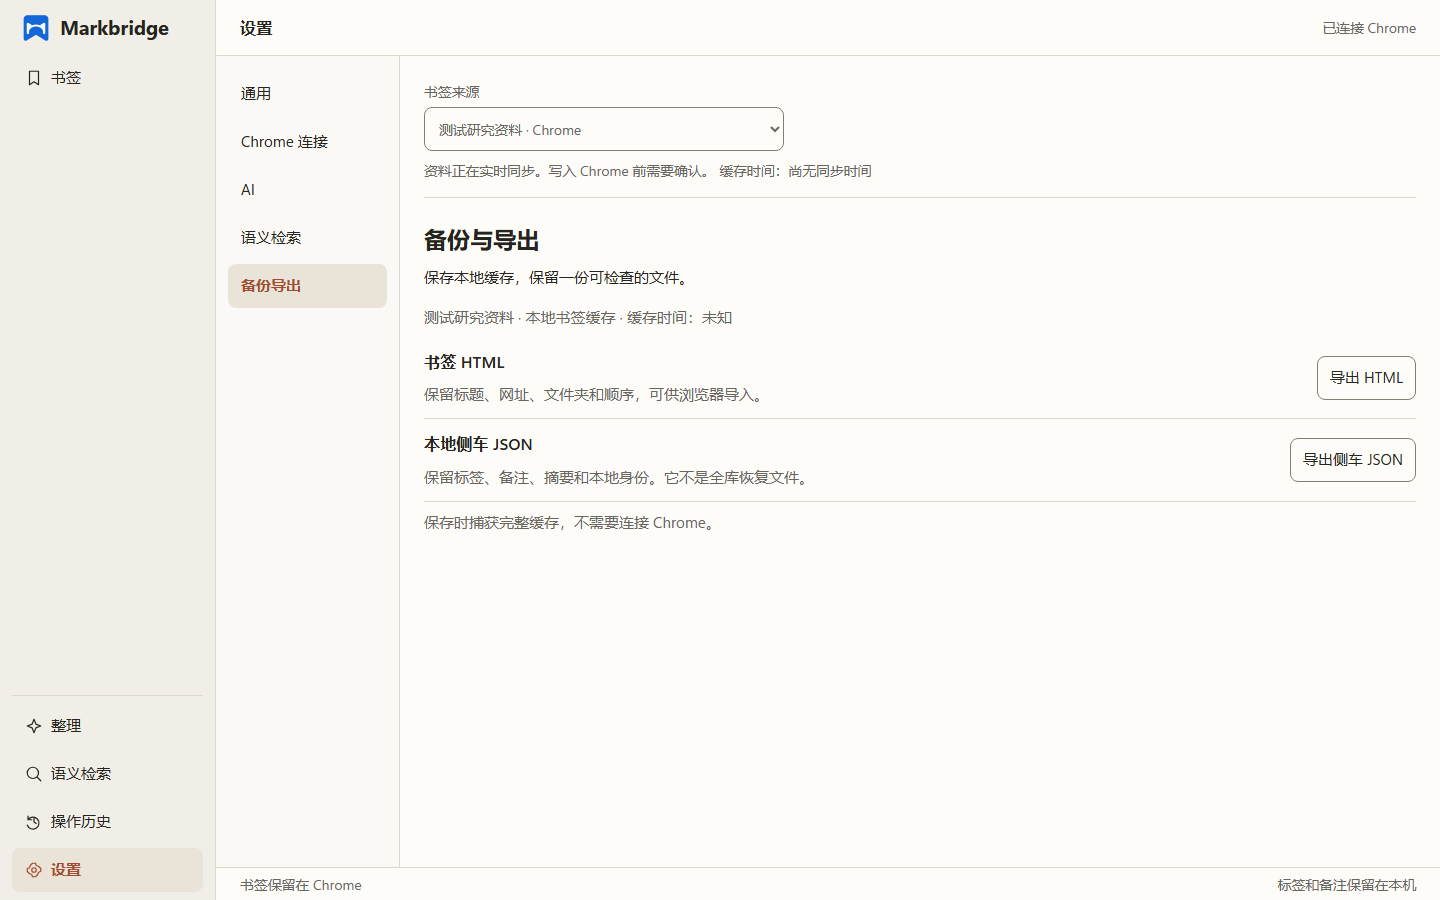 Markbridge
书签
整理
语义检索
操作历史
设置
设置
已连接 Chrome
通用
Chrome 连接
AI
语义检索
备份导出
书签来源
测试研究资料 · Chrome
资料正在实时同步。写入 Chrome 前需要确认。 缓存时间：尚无同步时间
备份与导出
保存本地缓存，保留一份可检查的文件。
测试研究资料 · 本地书签缓存 · 缓存时间：未知
书签 HTML
保留标题、网址、文件夹和顺序，可供浏览器导入。
导出 HTML
本地侧车 JSON
保留标签、备注、摘要和本地身份。它不是全库恢复文件。
导出侧车 JSON
保存时捕获完整缓存，不需要连接 Chrome。
书签保留在 Chrome
标签和备注保留在本机